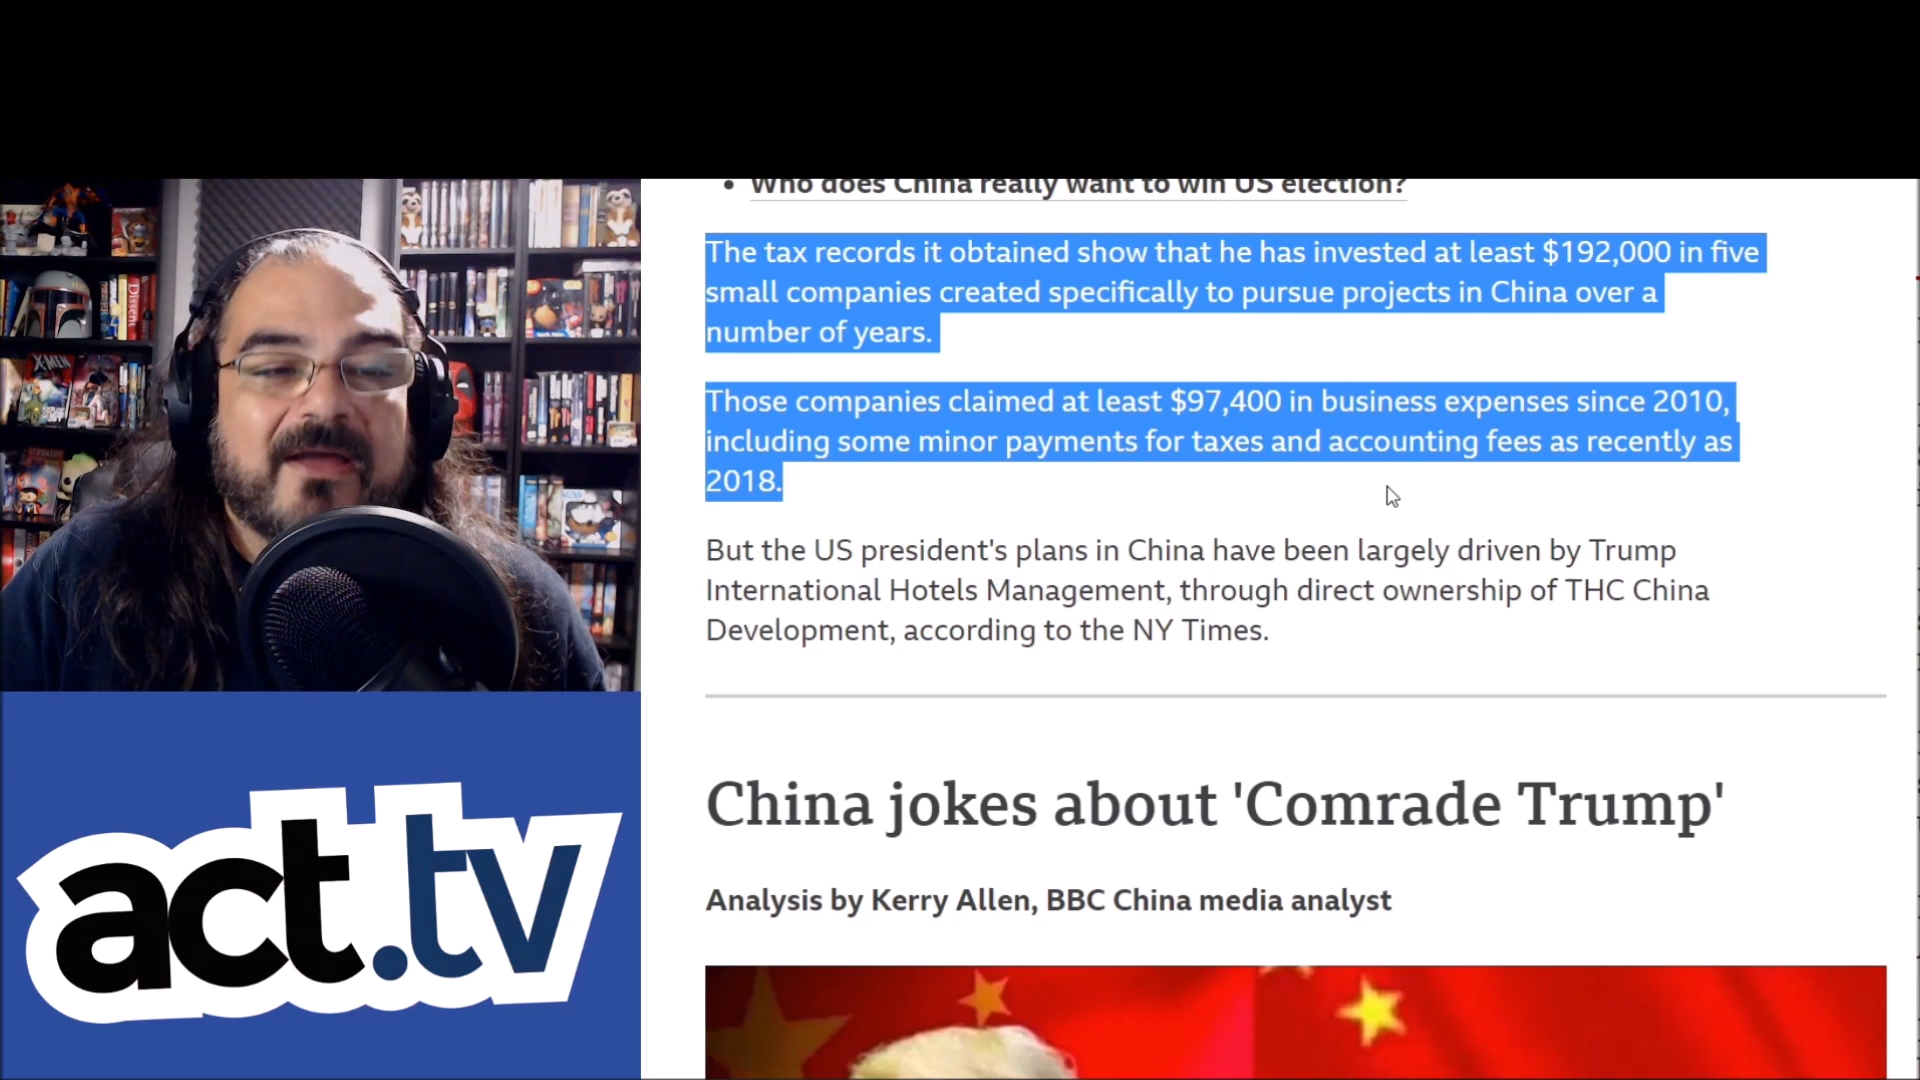 Who does China really want to win US election?
The tax records it obtained show that he has invested at least $192,000 in five
small companies created specifically to pursue projects in China over a
number of years.
Those companies claimed at least $97,400 in business expenses since 2010,
including some minor payments for taxes and accounting fees as recently as
2018.
But the US president's plans in China have been largely driven by Trump
International Hotels Management, through direct ownership of THC China
Development, according to the NY Times.
China jokes about 'Comrade Trump'
Analysis by Kerry Allen, BBC China media analyst
X-MEN
Dissent
act.tv